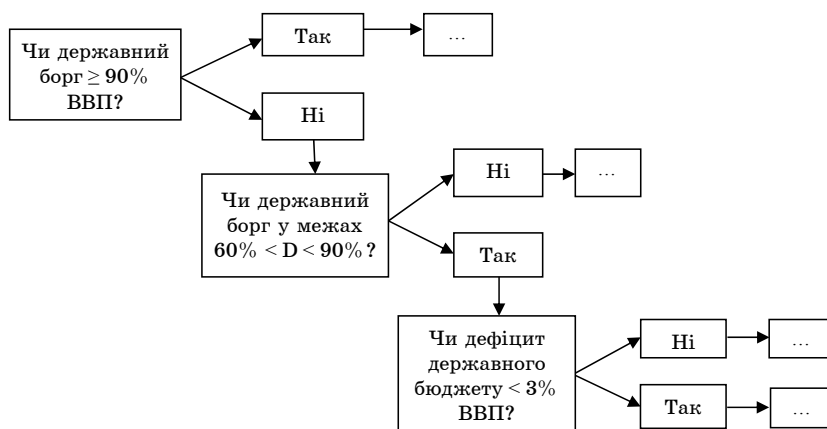 Чи державний
борг ≥ 90%
ВВП?
Так
...
Ні
Чи державний
борг у межах
60% < D < 90% ?
Ні
...
Так
Чи дефіцит
державного
бюджету < 3%
ВВП?
Ні
...
Так
...